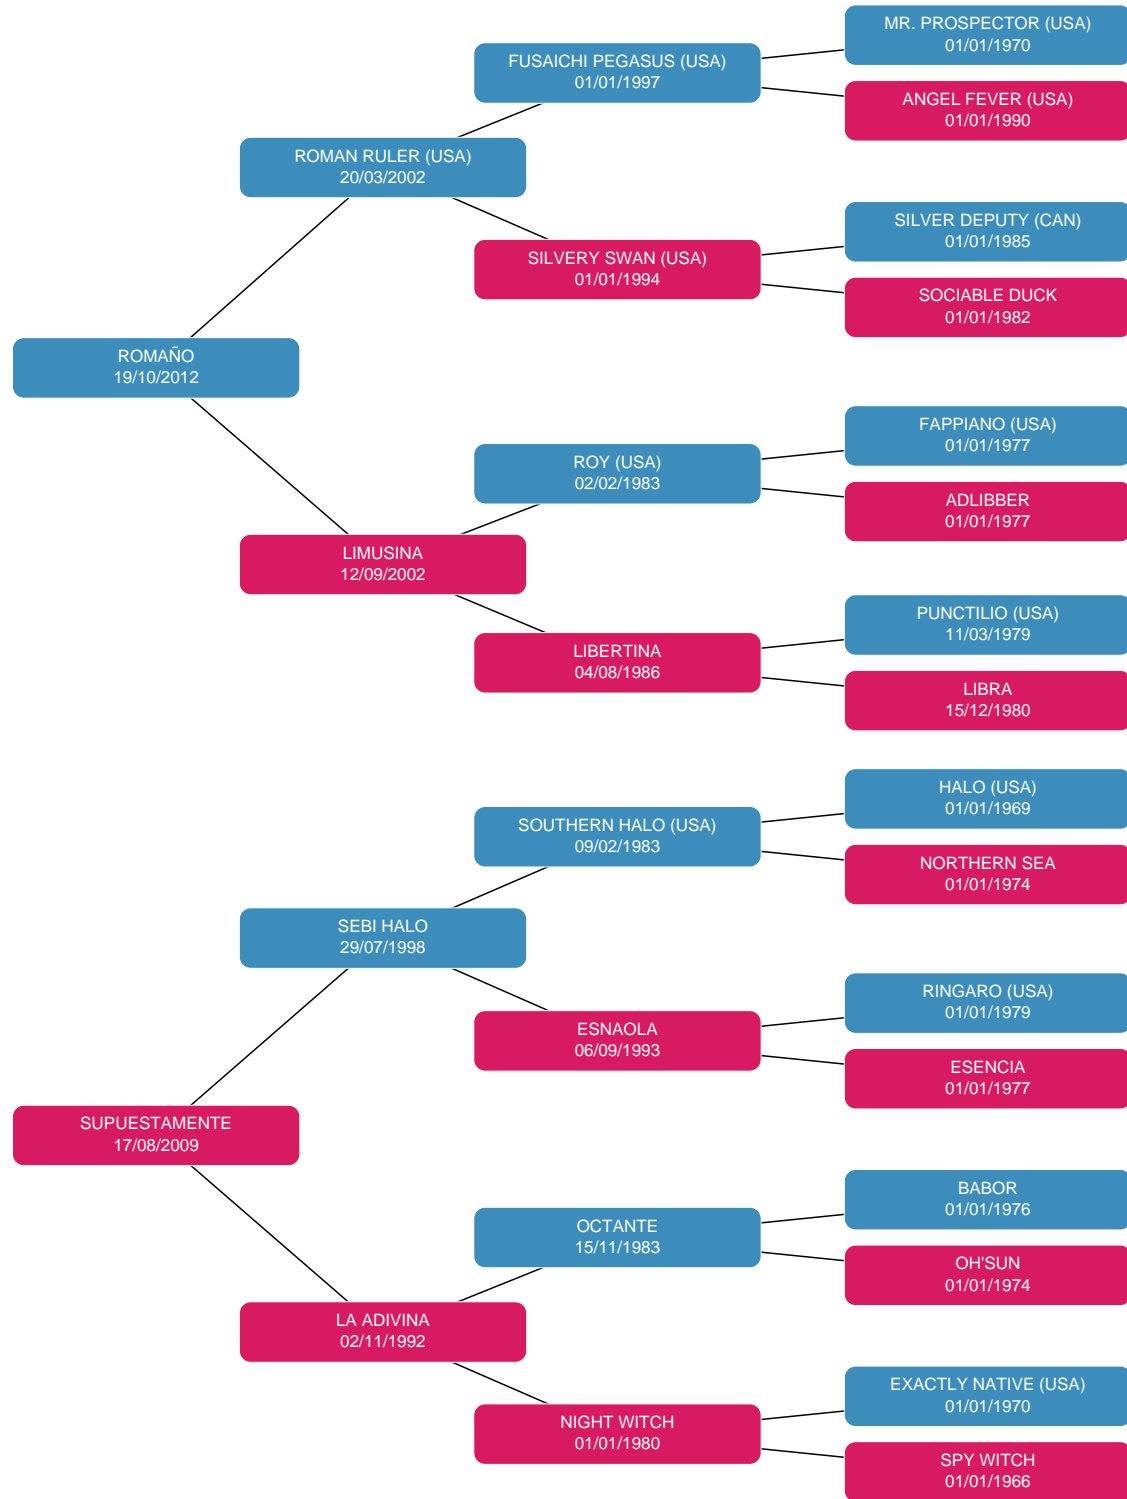 MR. PROSPECTOR (USA)
01/01/1970
FUSAICHI PEGASUS (USA)
01/01/1997
ANGEL FEVER (USA)
01/01/1990
ROMAN RULER (USA)
20/03/2002
SILVER DEPUTY (CAN)
01/01/1985
SILVERY SWAN (USA)
01/01/1994
SOCIABLE DUCK
01/01/1982
ROMAÑO
19/10/2012
FAPPIANO (USA)
01/01/1977
ROY (USA)
02/02/1983
ADLIBBER
01/01/1977
LIMUSINA
12/09/2002
PUNCTILIO (USA)
11/03/1979
LIBERTINA
04/08/1986
LIBRA
15/12/1980
HALO (USA)
01/01/1969
SOUTHERN HALO (USA)
09/02/1983
NORTHERN SEA
01/01/1974
SEBI HALO
29/07/1998
RINGARO (USA)
01/01/1979
ESNAOLA
06/09/1993
ESENCIA
01/01/1977
SUPUESTAMENTE
17/08/2009
BABOR
01/01/1976
OCTANTE
15/11/1983
OH'SUN
01/01/1974
LA ADIVINA
02/11/1992
EXACTLY NATIVE (USA)
01/01/1970
NIGHT WITCH
01/01/1980
SPY WITCH
01/01/1966